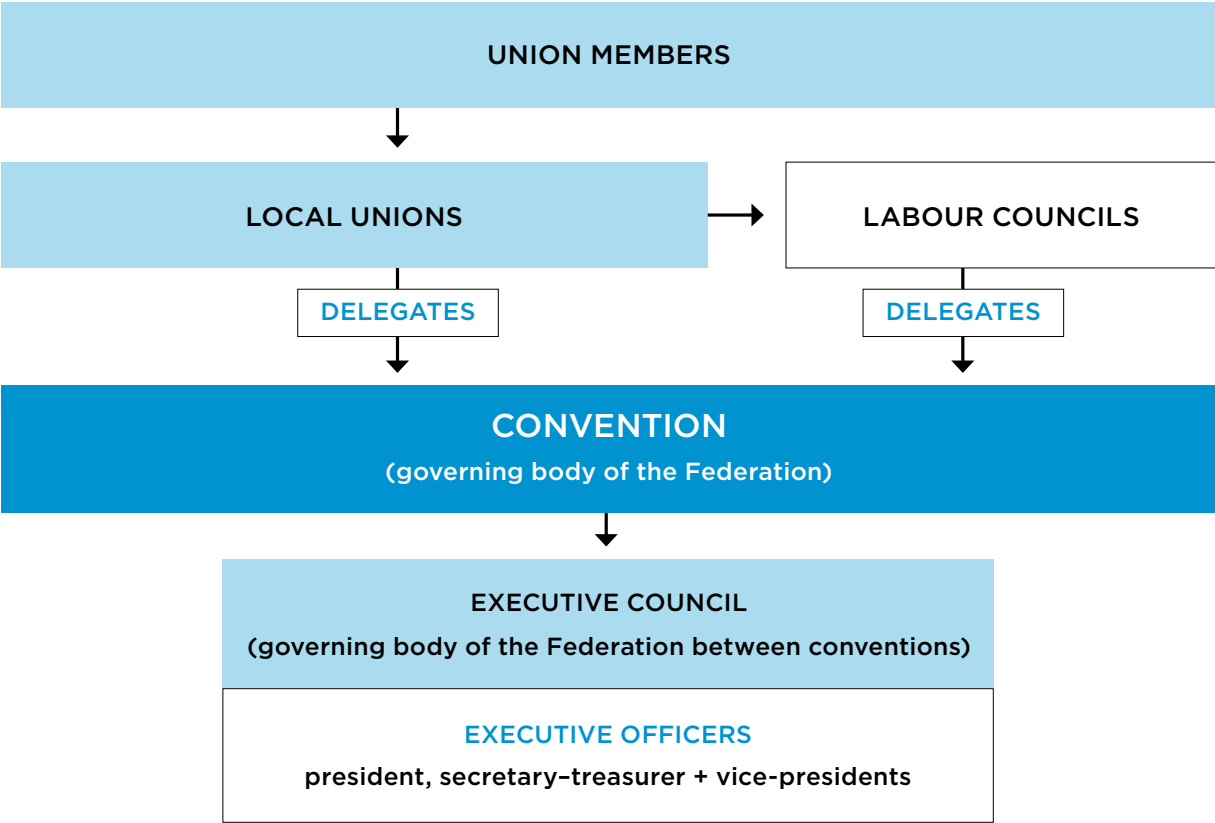 UNION MEMBERS
LOCAL UNIONS
LABOUR COUNCILS
DELEGATES
DELEGATES
CONVENTION
(governing body of the Federation)
EXECUTIVE COUNCIL
(governing body of the Federation between conventions)
EXECUTIVE OFFICERS
president, secretary–treasurer + vice-presidents